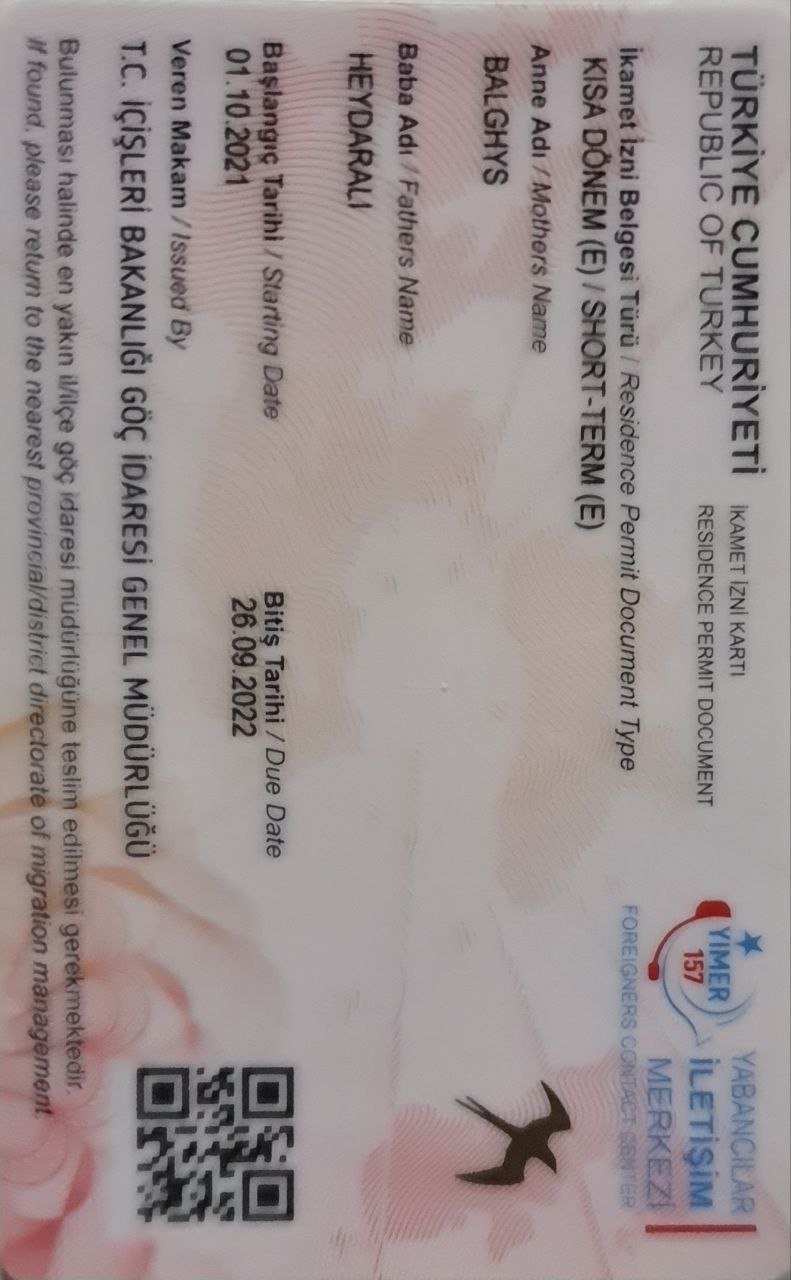 TÜRKİYE CUMHURİYETİ
REPUBLIC OF TURKEY
İKAMET İZNİ KARTI
RESIDENCE PERMIT DOCUMENT
YİMER
157
YABANCILAR
İLETİŞİM
MERKEZİ
FOREIGNERS CONTACT CENTER
İkamet İzni Belgesi Türü / Residence Permit Document Type
KISA DÖNEM (E) / SHORT-TERM (E)
Anne Adı / Mothers Name
BALGHYS
Baba Adı / Fathers Name
HEYDARALI
Başlangıç Tarihi / Starting Date
01.10.2021
Bitiş Tarihi / Due Date
26.09.2022
Veren Makam / Issued By
T.C. İÇİŞLERİ BAKANLIĞI GÖÇ İDARESİ GENEL MÜDÜRLÜĞÜ
Bulunması halinde en yakın il/ilçe göç idaresi müdürlüğüne teslim edilmesi gerekmektedir.
If found, please return to the nearest provincial/district directorate of migration management.